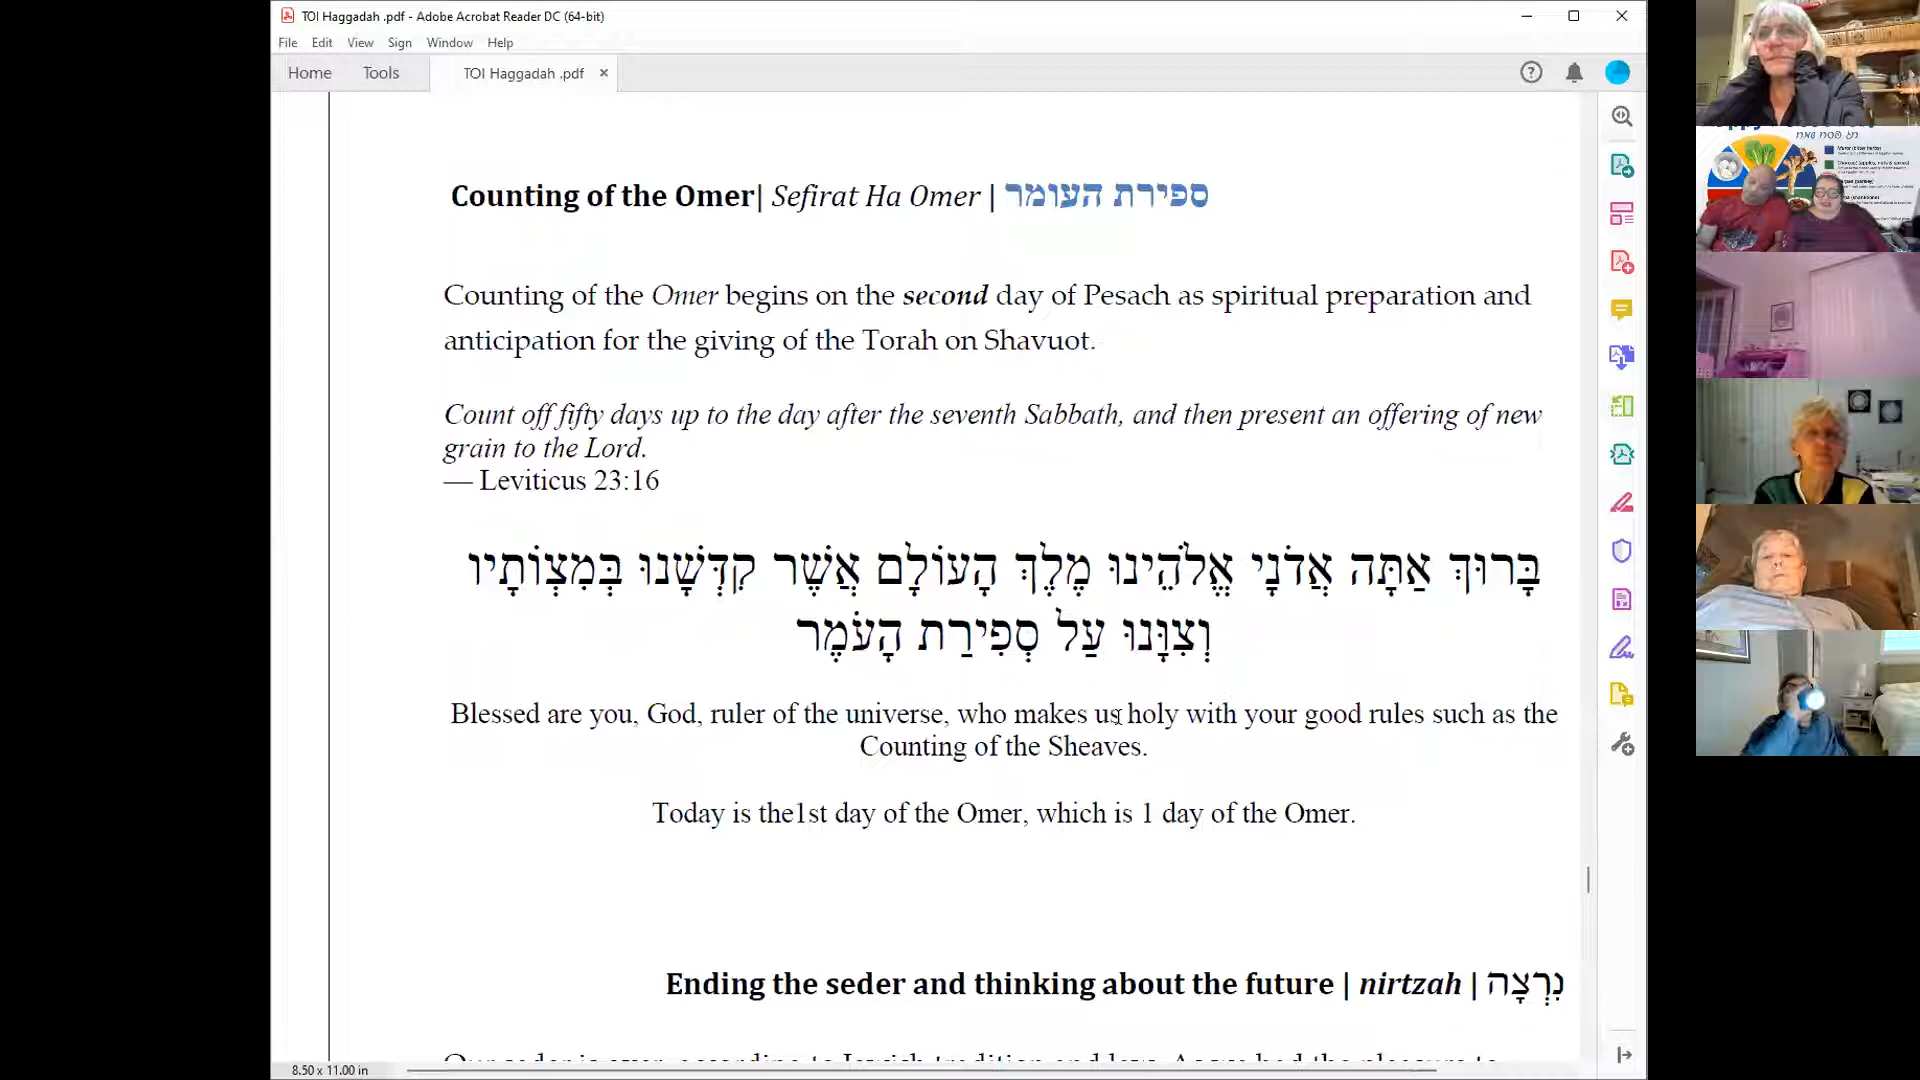 TOI Haggadah .pdf - Adobe Acrobat Reader DC (64-bit)
File Edit View Sign Window Help
Home Tools TOI Haggadah .pdf ×
Counting of the Omer| Sefirat Ha Omer | ספירת העומר
Counting of the Omer begins on the second day of Pesach as spiritual preparation and
anticipation for the giving of the Torah on Shavuot.
Count off fifty days up to the day after the seventh Sabbath, and then present an offering of new
grain to the Lord.
— Leviticus 23:16
בָּרוּךְ אַתָּה אֲדֹנָי אֱלֹהֵינוּ מֶלֶךְ הָעוֹלָם אֲשֶׁר קִדְּשָׁנוּ בְּמִצְוֹתָיו
וְצִוָּנוּ עַל סְפִירַת הָעֹמֶר
Blessed are you, God, ruler of the universe, who makes us holy with your good rules such as the
Counting of the Sheaves.
Today is the1st day of the Omer, which is 1 day of the Omer.
Ending the seder and thinking about the future | nirtzah | נִרְצָה
8.50 x 11.00 in